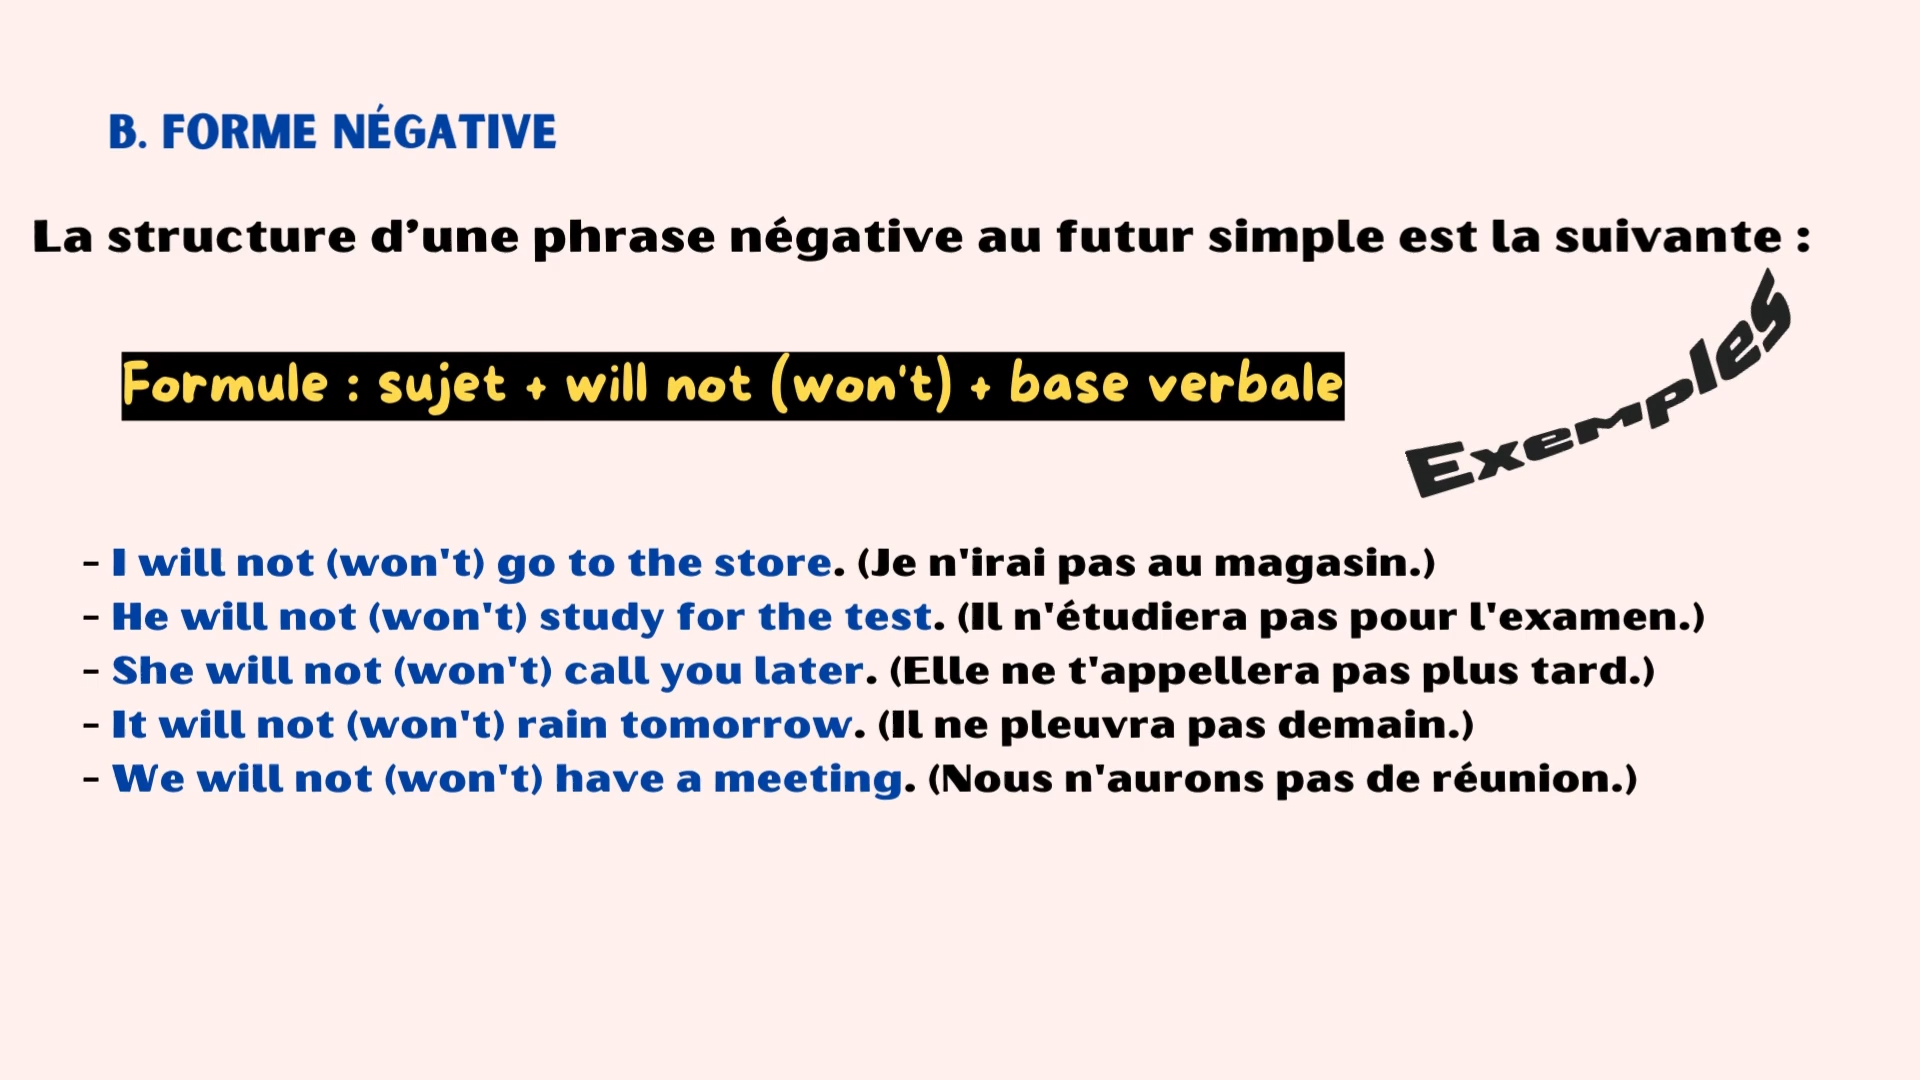 B. FORME NÉGATIVE
La structure d’une phrase négative au futur simple est la suivante :
Formule : sujet + will not (won't) + base verbale
Exemples
- I will not (won't) go to the store. (Je n'irai pas au magasin.)
- He will not (won't) study for the test. (Il n'étudiera pas pour l'examen.)
- She will not (won't) call you later. (Elle ne t'appellera pas plus tard.)
- It will not (won't) rain tomorrow. (Il ne pleuvra pas demain.)
- We will not (won't) have a meeting. (Nous n'aurons pas de réunion.)